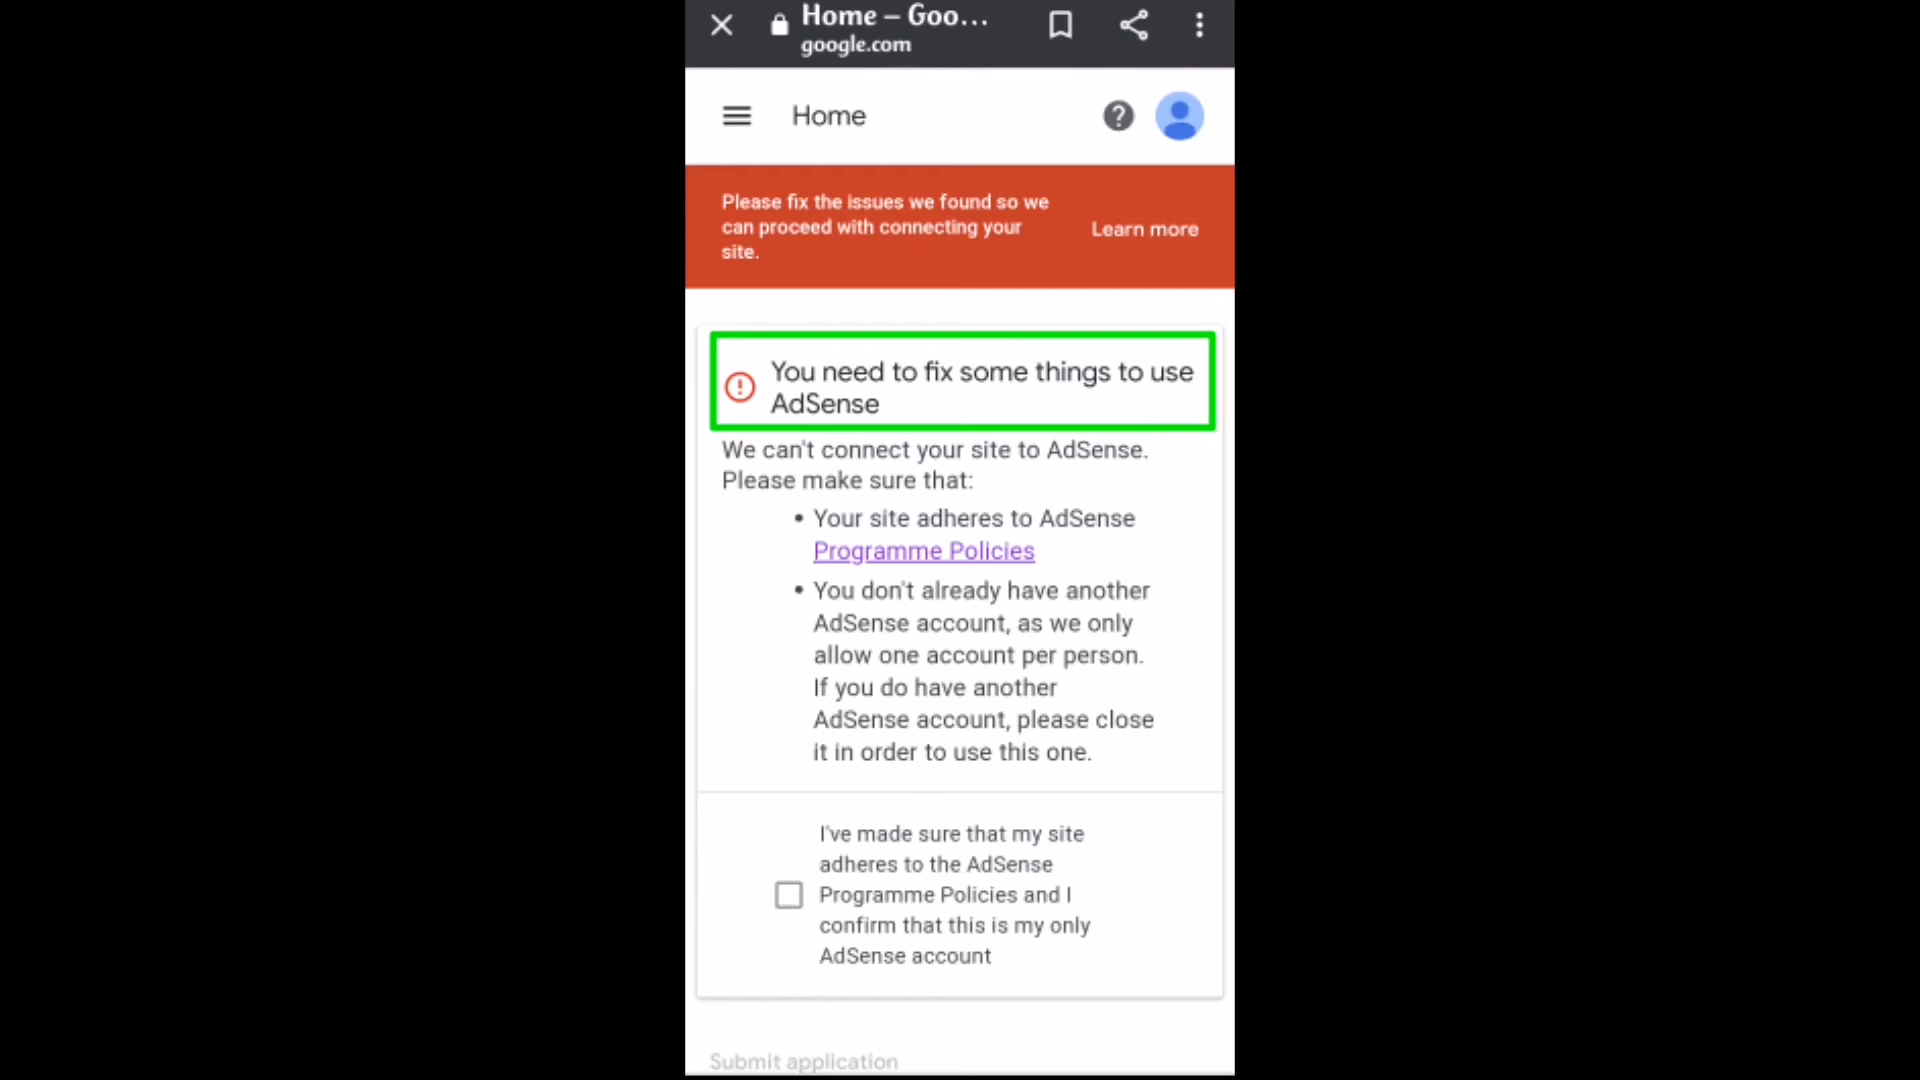 Home – Goo...
google.com
Home
Please fix the issues we found so we
can proceed with connecting your
site.
Learn more
You need to fix some things to use
AdSense
We can't connect your site to AdSense.
Please make sure that:
• Your site adheres to AdSense
Programme Policies
• You don't already have another
AdSense account, as we only
allow one account per person.
If you do have another
AdSense account, please close
it in order to use this one.
I've made sure that my site
adheres to the AdSense
Programme Policies and I
confirm that this is my only
AdSense account
Submit application